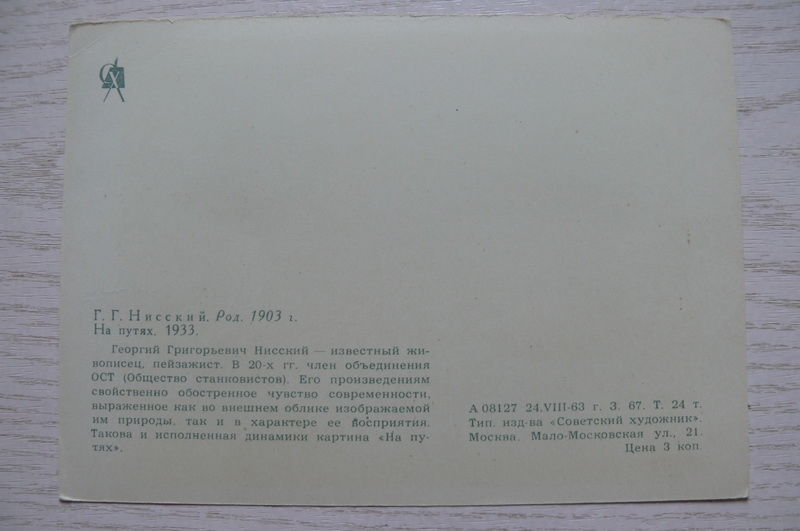 СХ
Г. Г. Нисский. Род. 1903 г.
На путях. 1933.
Георгий Григорьевич Нисский — известный жи-
вописец, пейзажист. В 20-х гг. член объединения
ОСТ (Общество станковистов). Его произведениям
свойственно обостренное чувство современности,
выраженное как во внешнем облике изображаемой
им природы, так и в характере ее восприятия.
Такова и исполненная динамики картина «На пу-
тях».
А 08127 24.VIII-63 г. З. 67. Т. 24 т.
Тип. изд-ва «Советский художник».
Москва. Мало-Московская ул., 21.
Цена 3 коп.